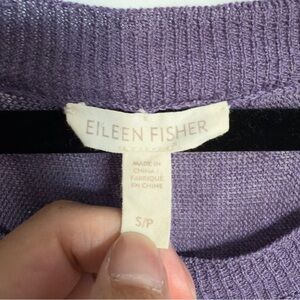 EILEEN FISHER
MADE IN
CHINA /
FABRIQUÉ
EN CHINE
S/P